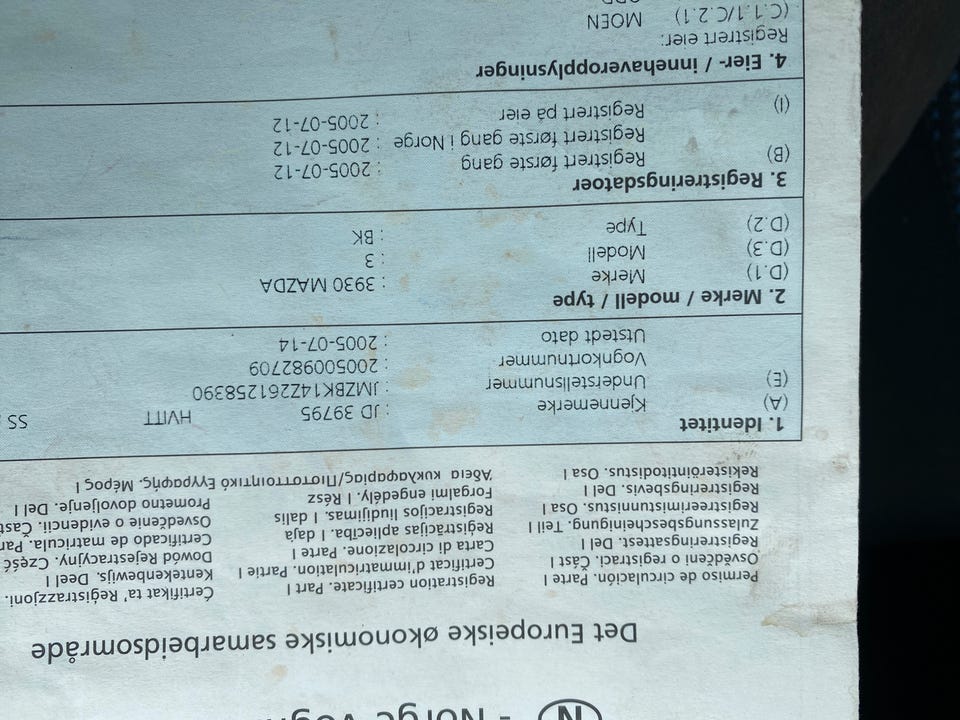 N - Norge
Det Europeiske økonomiske samarbeidsområde
Permiso de circulación. Parte I
Osvědčení o registraci. Část I
Registreringsattest. Del I
Zulassungsbescheinigung. Teil I
Registreerimistunnistus. Osa I
Registreringsbevis. Del I
Rekisteröintitodistus. Osa I
Registration certificate. Part I
Certificat d'immatriculation. Partie I
Carta di circolazione. Parte I
Reģistrācijas apliecība. I daļa
Registracijos liudijimas. I dalis
Forgalmi engedély. I Rész
Άδεια κυκλοφορίας/Πιστοποιητικό Εγγραφής. Μέρος I
Ċertifikat ta' Reġistrazzjoni.
Kentekenbewijs. Deel I
Dowód Rejestracyjny. Część
Certificado de matrícula.
Osvedčenie o evidencii.
Prometno dovoljenje. Del I
1. Identitet
(A) Kjennemerke : JD 39795 HVITT SS
(E) Understellsnummer : JMZBK14Z261258390
Vognkortnummer : 200500982709
Utstedt dato : 2005-07-14
2. Merke / modell / type
(D.1) Merke : 3930 MAZDA
(D.3) Modell : 3
(D.2) Type : BK
3. Registreringsdatoer
(B) Registrert første gang : 2005-07-12
Registrert første gang i Norge : 2005-07-12
(I) Registrert på eier : 2005-07-12
4. Eier- / innehaveropplysninger
Registrert eier:
(C.1.1/C.2.1) MOEN